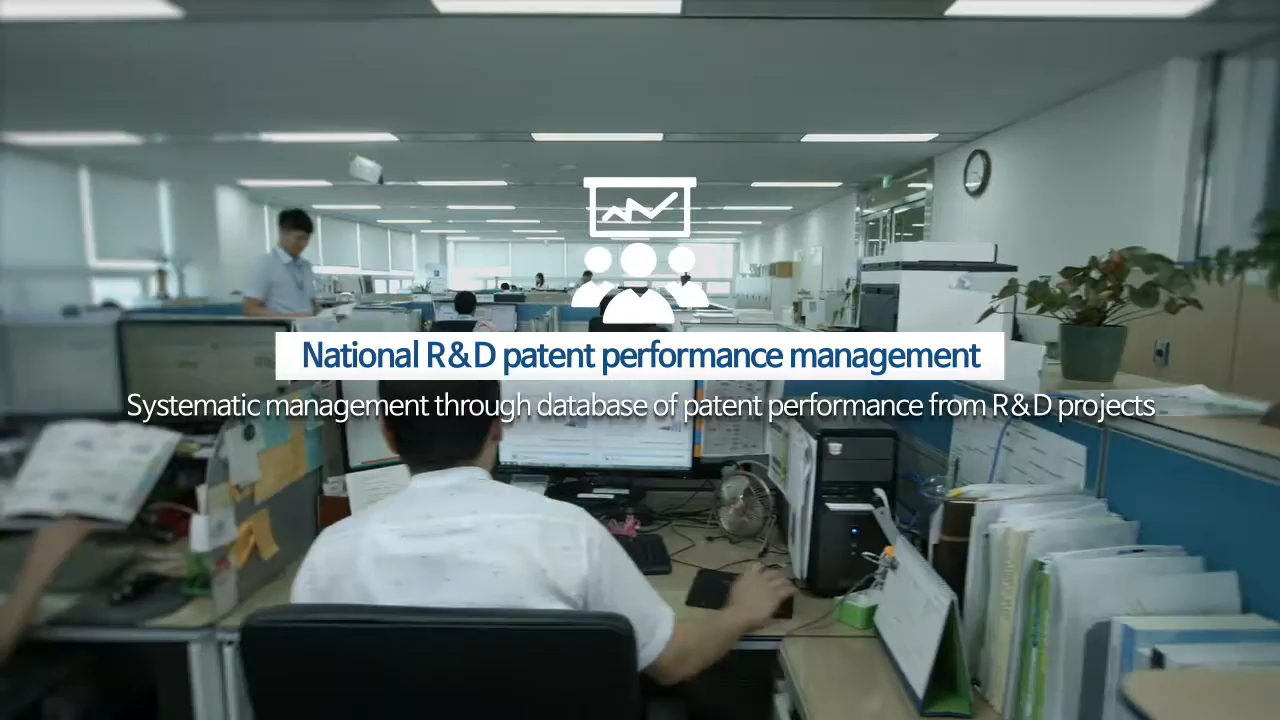 National R&D patent performance management
Systematic management through database of patent performance from R&D projects